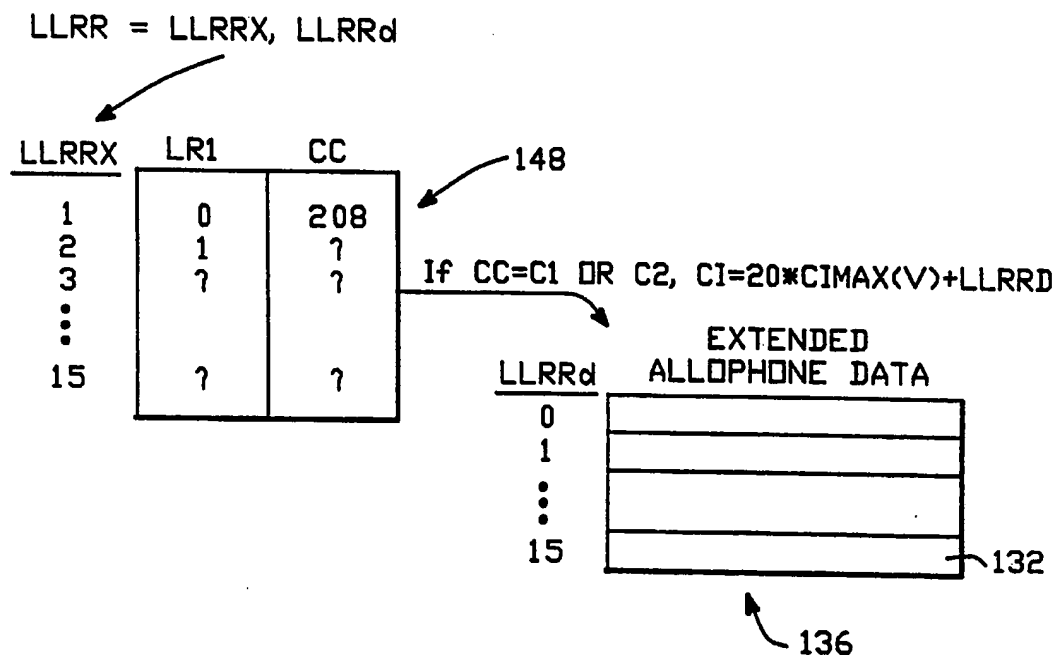 LLRR = LLRRX, LLRRd
LLRRX LR1 CC
148
1 0 208
2 1 ?
3 ? ?
15 ? ?
If CC=C1 OR C2, CI=20*CIMAX(V)+LLRRD
EXTENDED
LLRRd ALLOPHONE DATA
0
1
15
132
136